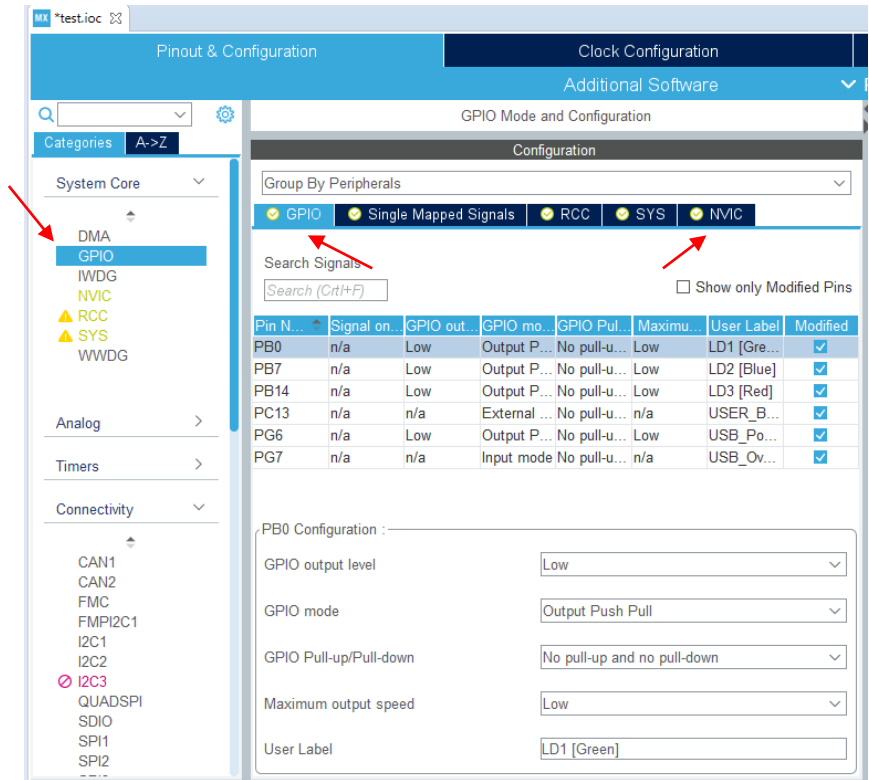 MX *test.ioc
Pinout & Configuration
Clock Configuration
Additional Software
GPIO Mode and Configuration
Categories A->Z
Configuration
System Core
Group By Peripherals
GPIO Single Mapped Signals RCC SYS NVIC
DMA
GPIO
IWDG
NVIC
RCC
SYS
WWDG
Search Signals
Search (Crtl+F)
Show only Modified Pins
Pin N... Signal on... GPIO out... GPIO mo... GPIO Pul... Maximu... User Label Modified
PB0 n/a Low Output P... No pull-u... Low LD1 [Gre...
PB7 n/a Low Output P... No pull-u... Low LD2 [Blue]
PB14 n/a Low Output P... No pull-u... Low LD3 [Red]
PC13 n/a n/a External ... No pull-u... n/a USER_B...
PG6 n/a Low Output P... No pull-u... Low USB_Po...
PG7 n/a n/a Input mode No pull-u... n/a USB_Ov...
Analog
Timers
Connectivity
CAN1
CAN2
FMC
FMPI2C1
I2C1
I2C2
I2C3
QUADSPI
SDIO
SPI1
SPI2
PB0 Configuration :
GPIO output level Low
GPIO mode Output Push Pull
GPIO Pull-up/Pull-down No pull-up and no pull-down
Maximum output speed Low
User Label LD1 [Green]